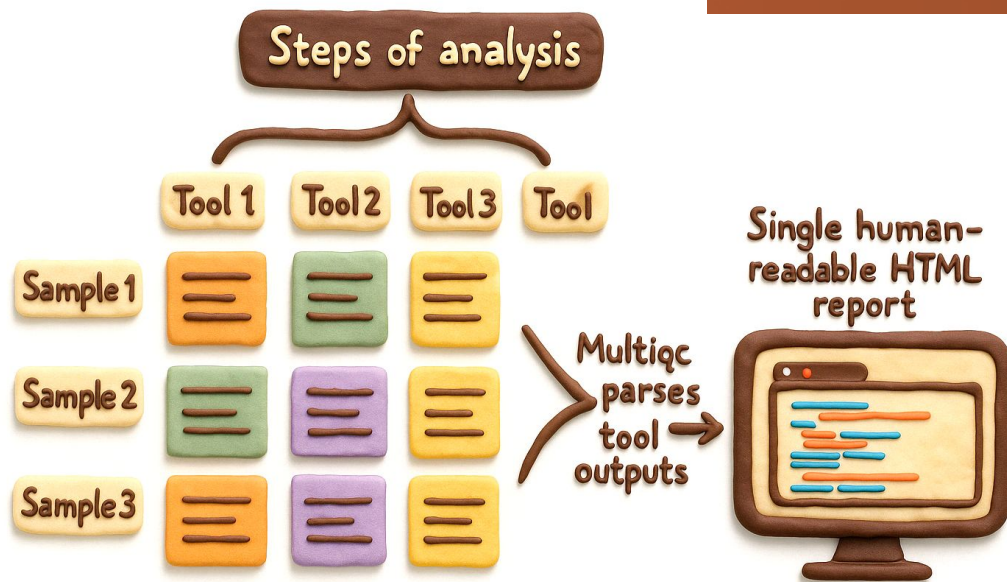 Steps of analysis
Tool 1 Tool 2 Tool 3 Tool
Single human-
readable HTML
report
Sample 1
Multiqc
parses
tool
outputs
Sample 2
Sample 3